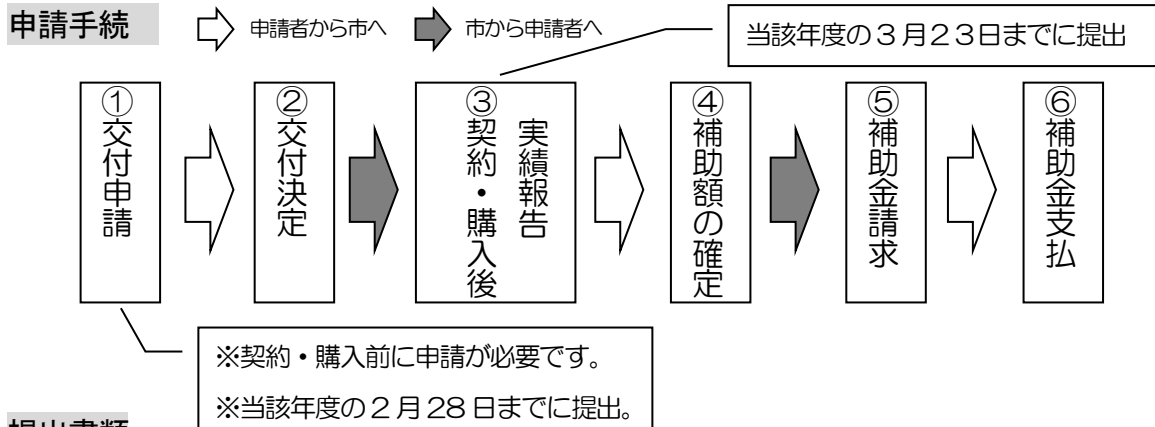 申請手続
申請者から市へ
市から申請者へ
当該年度の３月２３日までに提出
①交付申請
②交付決定
③契約・購入後
実績報告
④補助額の確定
⑤補助金請求
⑥補助金支払
※契約・購入前に申請が必要です。
※当該年度の２月28日までに提出。